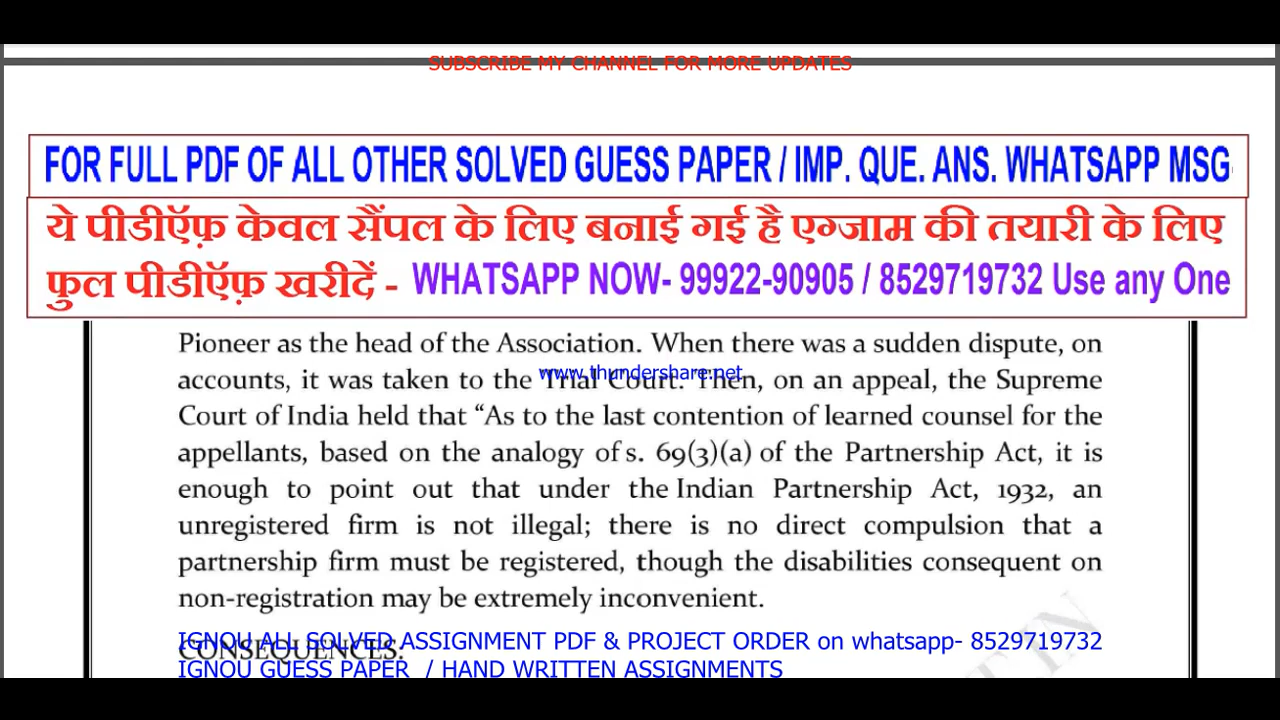 SUBSCRIBE MY CHANNEL FOR MORE UPDATES
FOR FULL PDF OF ALL OTHER SOLVED GUESS PAPER / IMP. QUE. ANS. WHATSAPP MSG
ये पीडीऍफ़ केवल सैंपल के लिए बनाई गई है एग्जाम की तयारी के लिए
फुल पीडीऍफ़ खरीदें - WHATSAPP NOW- 99922-90905 / 8529719732 Use any One
Pioneer as the head of the Association. When there was a sudden dispute, on
www.thundershare.net
accounts, it was taken to the Trial Court. Then, on an appeal, the Supreme
Court of India held that “As to the last contention of learned counsel for the
appellants, based on the analogy of s. 69(3)(a) of the Partnership Act, it is
enough to point out that under the Indian Partnership Act, 1932, an
unregistered firm is not illegal; there is no direct compulsion that a
partnership firm must be registered, though the disabilities consequent on
non-registration may be extremely inconvenient.
IGNOU ALL SOLVED ASSIGNMENT PDF & PROJECT ORDER on whatsapp- 8529719732
CONSEQUENCES.
IGNOU GUESS PAPER / HAND WRITTEN ASSIGNMENTS